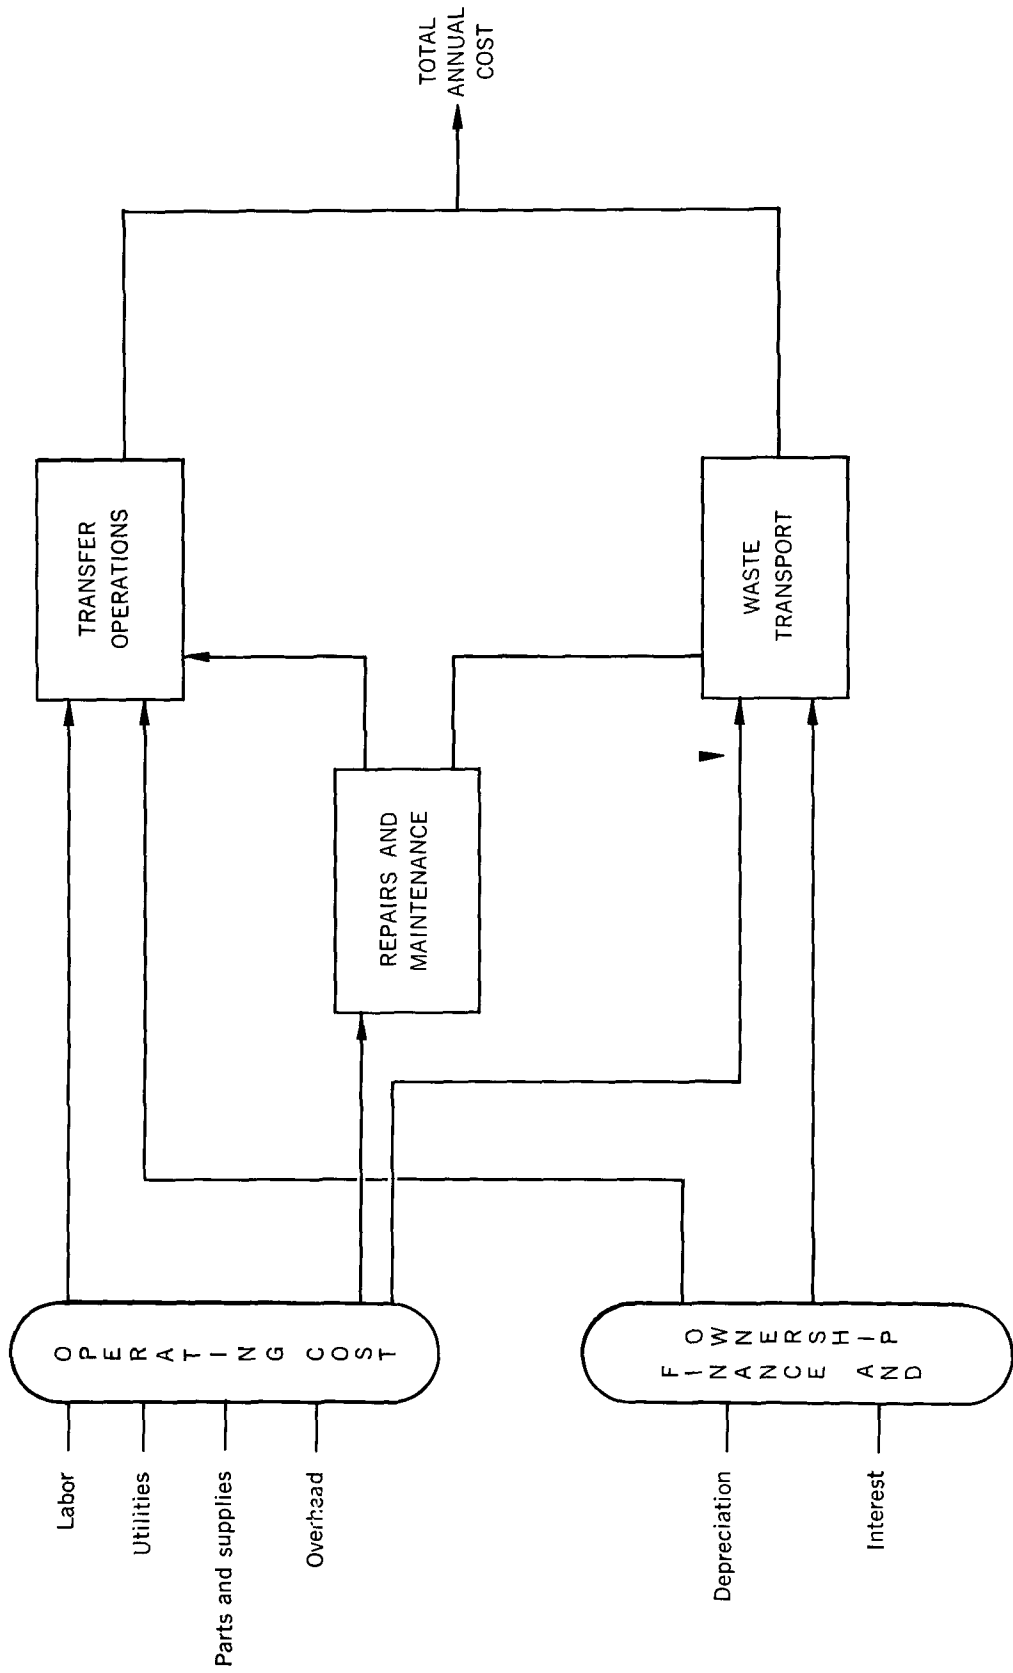 Labor
Utilities
Parts and supplies
Overhead
OPERATING COST
Depreciation
Interest
FINANCE AND
OWNERSHIP
REPAIRS AND
MAINTENANCE
TRANSFER
OPERATIONS
WASTE
TRANSPORT
TOTAL
ANNUAL
COST